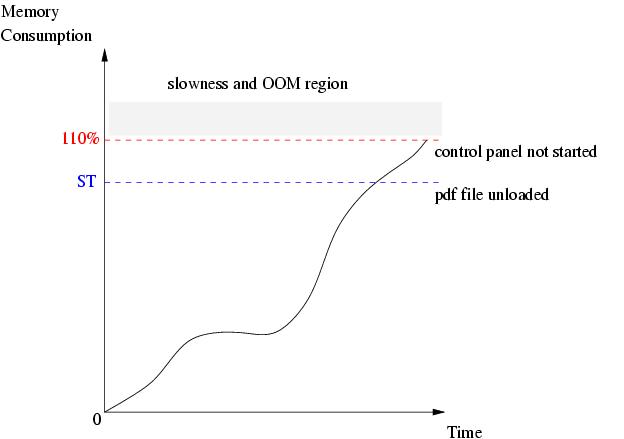 Memory
Consumption
slowness and OOM region
110%
control panel not started
ST
pdf file unloaded
0
Time